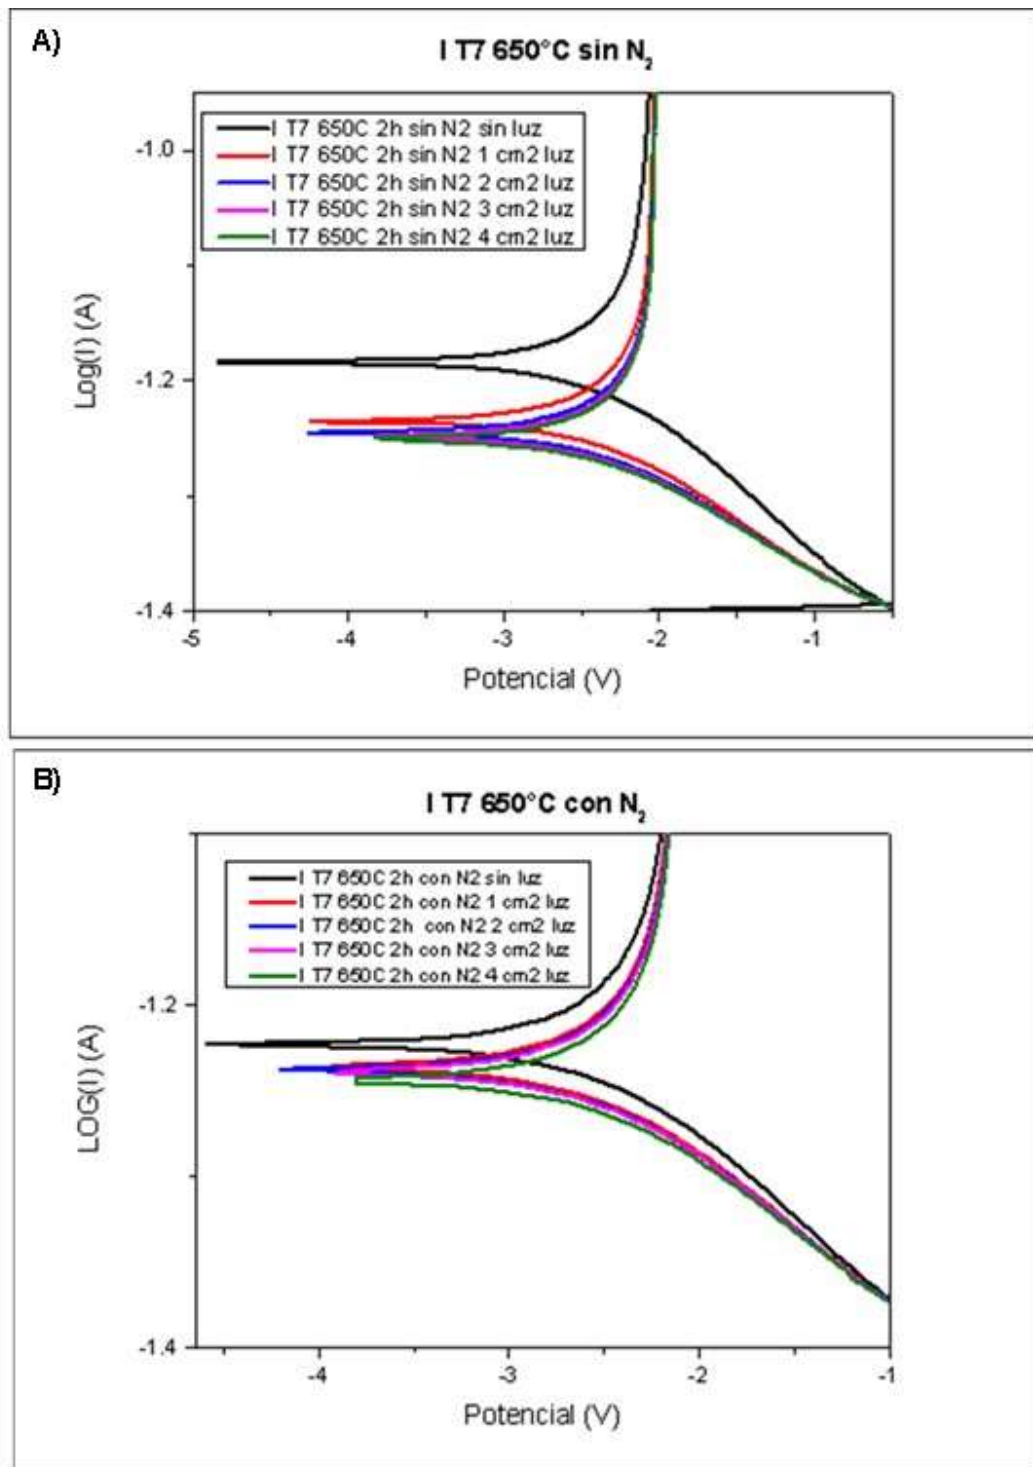 A)
I T7 650°C sin N2
I T7 650C 2h sin N2 sin luz
I T7 650C 2h sin N2 1 cm2 luz
I T7 650C 2h sin N2 2 cm2 luz
I T7 650C 2h sin N2 3 cm2 luz
I T7 650C 2h sin N2 4 cm2 luz
Log(I) (A)
-1.0
-1.2
-1.4
-5 -4 -3 -2 -1
Potencial (V)
B)
I T7 650°C con N2
I T7 650C 2h con N2 sin luz
I T7 650C 2h con N2 1 cm2 luz
I T7 650C 2h con N2 2 cm2 luz
I T7 650C 2h con N2 3 cm2 luz
I T7 650C 2h con N2 4 cm2 luz
LOG(I) (A)
-1.2
-1.4
-4 -3 -2 -1
Potencial (V)